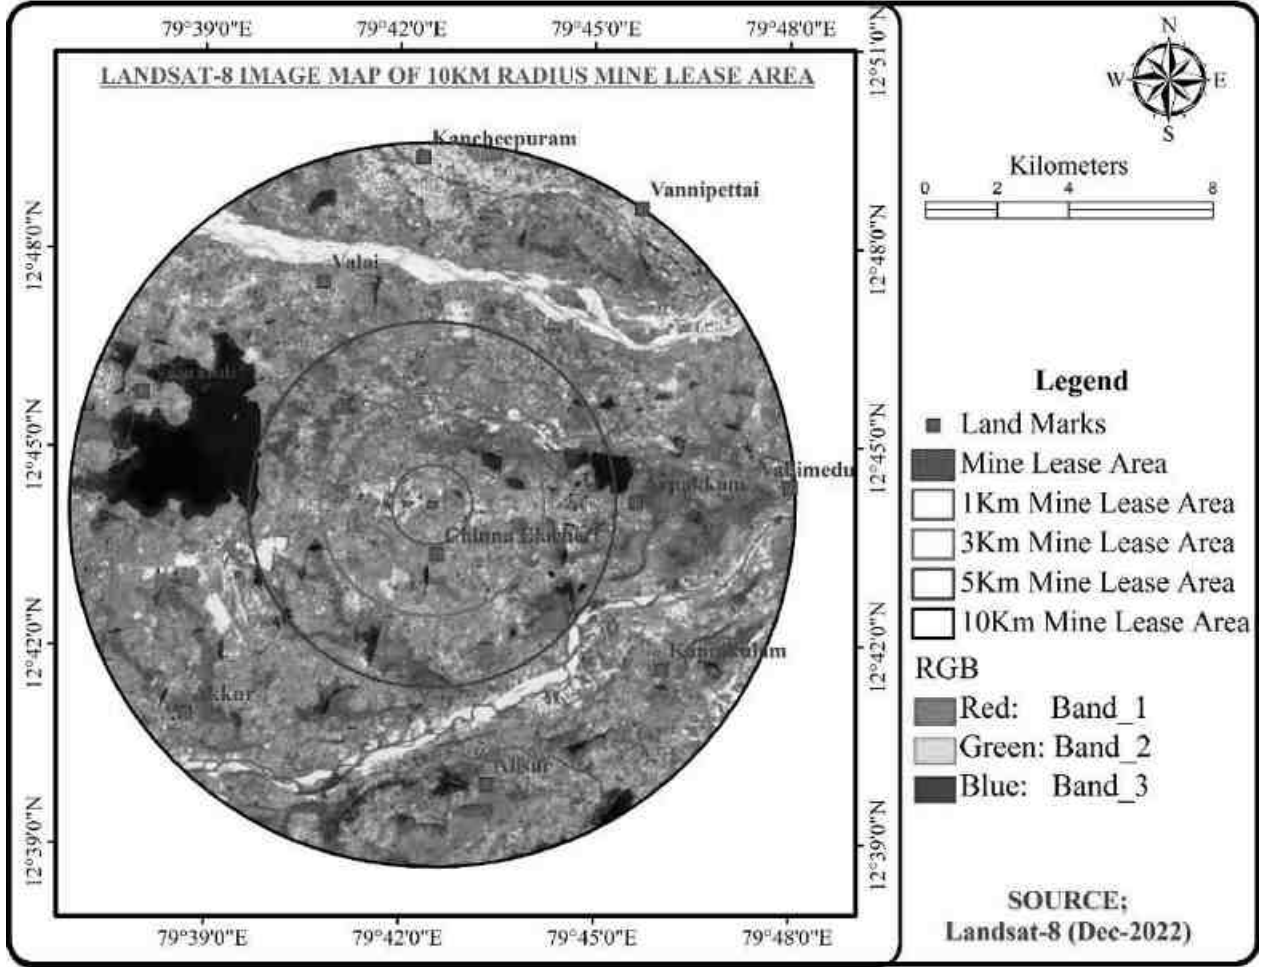 79°39'0"E 79°42'0"E 79°45'0"E 79°48'0"E
LANDSAT-8 IMAGE MAP OF 10KM RADIUS MINE LEASE AREA
12°51'0"N
N
W E
S
Kilometers
0 2 4 8
Kancheepuram
Vannipettai
12°48'0"N
12°48'0"N
Valai
12°45'0"N
12°45'0"N
Arpakkam
12°42'0"N
12°42'0"N
Akkur
Alisur
12°39'0"N
12°39'0"N
79°39'0"E 79°42'0"E 79°45'0"E 79°48'0"E
Legend
Land Marks
Mine Lease Area
1Km Mine Lease Area
3Km Mine Lease Area
5Km Mine Lease Area
10Km Mine Lease Area
RGB
Red: Band_1
Green: Band_2
Blue: Band_3
SOURCE;
Landsat-8 (Dec-2022)